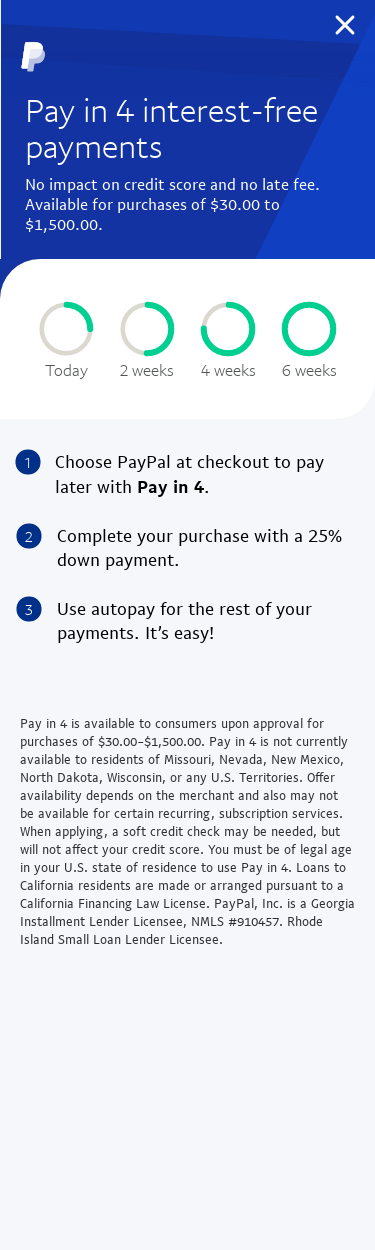 Pay in 4 interest-free
payments
No impact on credit score and no late fee.
Available for purchases of $30.00 to
$1,500.00.
Today 2 weeks 4 weeks 6 weeks
1 Choose PayPal at checkout to pay
later with Pay in 4.
2 Complete your purchase with a 25%
down payment.
3 Use autopay for the rest of your
payments. It’s easy!
Pay in 4 is available to consumers upon approval for
purchases of $30.00–$1,500.00. Pay in 4 is not currently
available to residents of Missouri, Nevada, New Mexico,
North Dakota, Wisconsin, or any U.S. Territories. Offer
availability depends on the merchant and also may not
be available for certain recurring, subscription services.
When applying, a soft credit check may be needed, but
will not affect your credit score. You must be of legal age
in your U.S. state of residence to use Pay in 4. Loans to
California residents are made or arranged pursuant to a
California Financing Law License. PayPal, Inc. is a Georgia
Installment Lender Licensee, NMLS #910457. Rhode
Island Small Loan Lender Licensee.